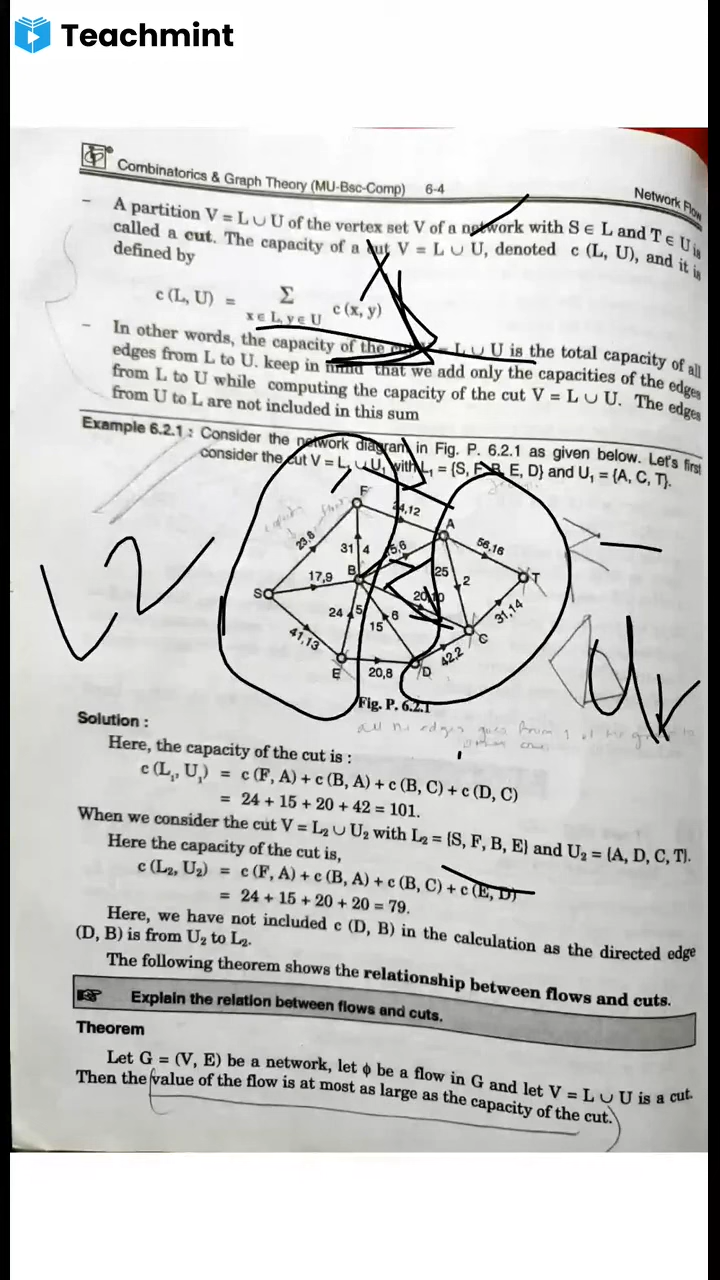 Teachmint
Combinatorics & Graph Theory (MU-Bsc-Comp) 6-4 Network Flow
- A partition V = L ∪ U of the vertex set V of a network with S ∈ L and T ∈ U is
called a cut. The capacity of a cut V = L ∪ U, denoted c (L, U), and it is
defined by
c (L, U) = Σ c (x, y)
x ∈ L, y ∈ U
- In other words, the capacity of the cut V = L ∪ U is the total capacity of all
edges from L to U. keep in mind that we add only the capacities of the edges
from L to U while computing the capacity of the cut V = L ∪ U. The edges
from U to L are not included in this sum
Example 6.2.1 : Consider the network diagram in Fig. P. 6.2.1 as given below. Let's first
consider the cut V = L₁ ∪ U₁ with L₁ = {S, F, B, E, D} and U₁ = {A, C, T}.
F
24,12
A
23,8
31 4
15,6
56,16
B
17,9
25 2
T
S
20,10
24 5
6
15
31,14
C
41,13
42,2
E
20,8
D
L2
U2
Fig. P. 6.2.1
all the edges goes from 1 of the
Solution :
Here, the capacity of the cut is :
c (L₁, U₁) = c (F, A) + c (B, A) + c (B, C) + c (D, C)
= 24 + 15 + 20 + 42 = 101.
When we consider the cut V = L₂ ∪ U₂ with L₂ = {S, F, B, E} and U₂ = {A, D, C, T}.
Here the capacity of the cut is,
c (L₂, U₂) = c (F, A) + c (B, A) + c (B, C) + c (E, D)
= 24 + 15 + 20 + 20 = 79.
Here, we have not included c (D, B) in the calculation as the directed edge
(D, B) is from U₂ to L₂.
The following theorem shows the relationship between flows and cuts.
Explain the relation between flows and cuts.
Theorem
Let G = (V, E) be a network, let ϕ be a flow in G and let V = L ∪ U is a cut.
Then the value of the flow is at most as large as the capacity of the cut.